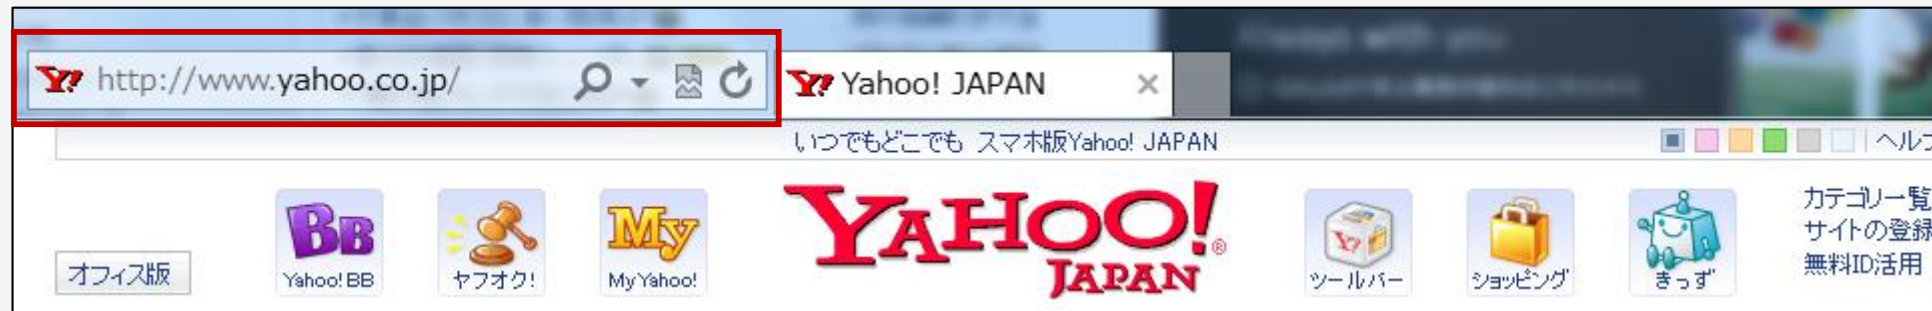 http://www.yahoo.co.jp/
Yahoo! JAPAN
いつでもどこでも スマホ版Yahoo! JAPAN
オフィス版
BB
Yahoo! BB
ヤフオク!
My
My Yahoo!
YAHOO!
JAPAN
ツールバー
ショッピング
きっず
カテゴリ一覧
サイトの登録
無料ID活用